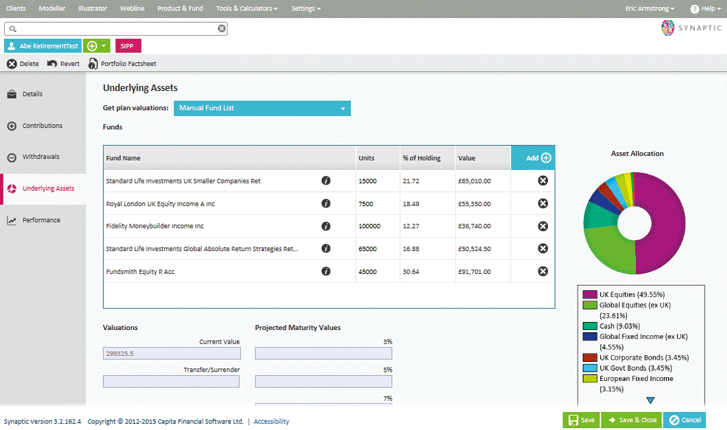 Clients Modeller Illustrator Webline Product & Fund Tools & Calculators Settings Eric Armstrong Help
SYNAPTIC
Abe RetirementTest SIPP
Delete Revert Portfolio Factsheet
Details
Contributions
Withdrawals
Underlying Assets
Performance
Underlying Assets
Get plan valuations: Manual Fund List
Funds
Fund Name Units % of Holding Value Add
Standard Life Investments UK Smaller Companies Ret 15000 21.72 £65,010.00
Royal London UK Equity Income A Inc 7500 18.49 £55,350.00
Fidelity Moneybuilder Income Inc 100000 12.27 £36,740.00
Standard Life Investments Global Absolute Return Strategies Ret... 65000 16.88 £50,524.50
Fundsmith Equity R Acc 45000 30.64 £91,701.00
Valuations Projected Maturity Values
Current Value 3%
299325.5
Transfer/Surrender 5%
7%
Asset Allocation
UK Equities (49.55%)
Global Equities (ex UK)
(23.61%)
Cash (9.03%)
Global Fixed Income (ex UK)
(4.55%)
UK Corporate Bonds (3.45%)
UK Govt Bonds (3.45%)
European Fixed Income
(3.15%)
Synaptic Version 3.2.162.4 Copyright © 2012-2015 Capita Financial Software Ltd. | Accessibility
Save Save & Close Cancel